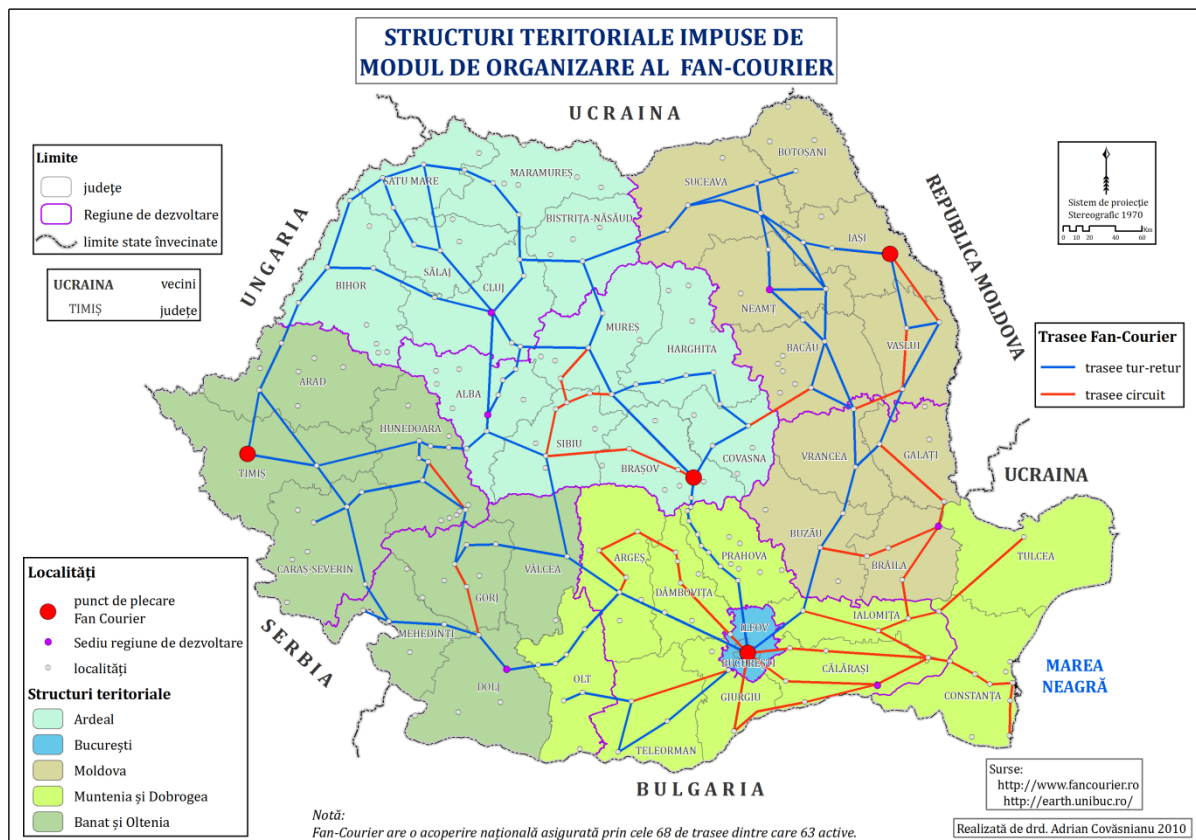 STRUCTURI TERITORIALE IMPUSE DE
MODUL DE ORGANIZARE AL FAN-COURIER
UCRAINA
Limite
județe
Regiune de dezvoltare
limite state învecinate
UCRAINA vecini
TIMIȘ județe
UNGARIA
REPUBLICA MOLDOVA
Sistem de proiecție
Stereografic 1970
Km
0 10 20 40 60
BOTOȘANI
SUCEAVA
MARAMUREȘ
SATU MARE
BISTRIȚA-NĂSĂUD
IAȘI
SĂLAJ
CLUJ
BIHOR
NEAMȚ
MUREȘ
HARGHITA
BACĂU
VASLUI
Trasee Fan-Courier
trasee tur-retur
trasee circuit
ARAD
ALBA
HUNEDOARA
TIMIȘ
SIBIU
BRAȘOV
COVASNA
VRANCEA
GALAȚI
UCRAINA
BUZĂU
BRĂILA
TULCEA
CARAȘ-SEVERIN
GORJ
VÂLCEA
ARGEȘ
PRAHOVA
DÂMBOVIȚA
IALOMIȚA
ILFOV
BUCUREȘTI
MEHEDINȚI
CĂLĂRAȘI
SERBIA
DOLJ
OLT
GIURGIU
CONSTANȚA
MAREA
NEAGRĂ
TELEORMAN
BULGARIA
Localități
punct de plecare
Fan Courier
Sediu regiune de dezvoltare
localități
Structuri teritoriale
Ardeal
București
Moldova
Muntenia și Dobrogea
Banat și Oltenia
Surse:
http://www.fancourier.ro
http://earth.unibuc.ro/
Notă:
Fan-Courier are o acoperire națională asigurată prin cele 68 de trasee dintre care 63 active.
Realizată de drd. Adrian Covăsnianu 2010